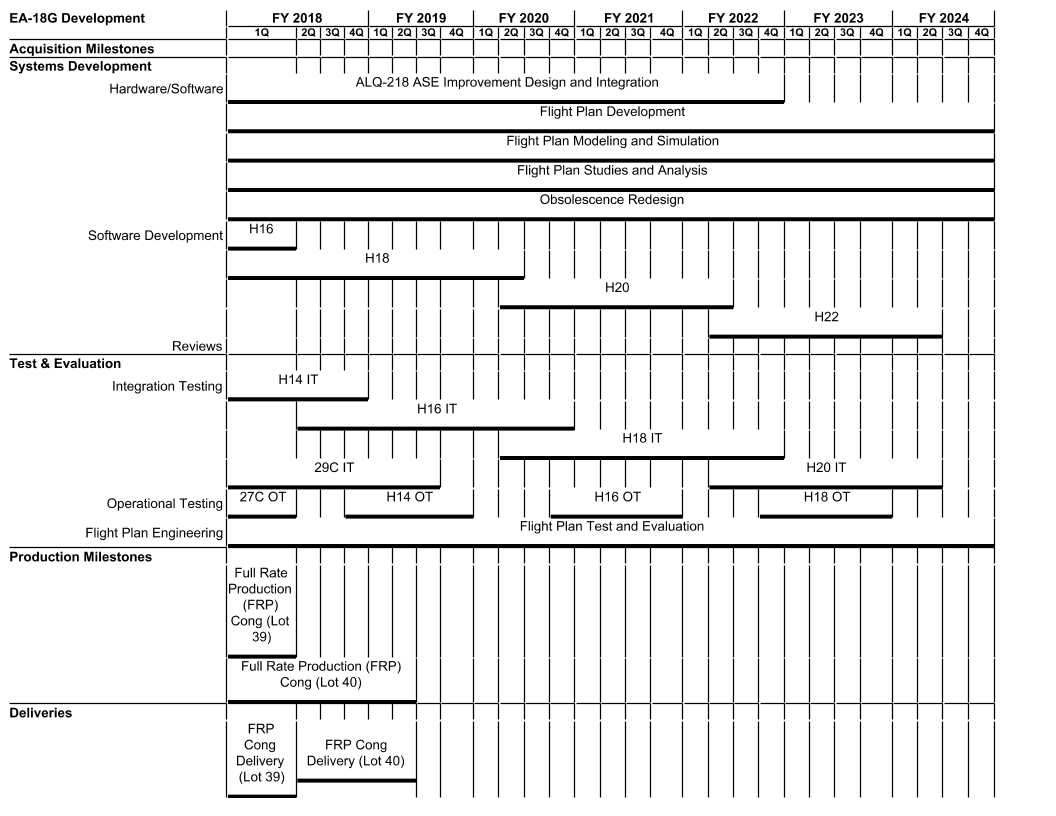 EA-18G Development FY 2018 FY 2019 FY 2020 FY 2021 FY 2022 FY 2023 FY 2024
1Q 2Q 3Q 4Q 1Q 2Q 3Q 4Q 1Q 2Q 3Q 4Q 1Q 2Q 3Q 4Q 1Q 2Q 3Q 4Q 1Q 2Q 3Q 4Q 1Q 2Q 3Q 4Q
Acquisition Milestones
Systems Development
Hardware/Software ALQ-218 ASE Improvement Design and Integration
Flight Plan Development
Flight Plan Modeling and Simulation
Flight Plan Studies and Analysis
Obsolescence Redesign
Software Development H16
H18
H20
H22
Reviews
Test & Evaluation
Integration Testing H14 IT
H16 IT
H18 IT
29C IT H20 IT
Operational Testing 27C OT H14 OT H16 OT H18 OT
Flight Plan Engineering Flight Plan Test and Evaluation
Production Milestones
Full Rate
Production
(FRP)
Cong (Lot
39)
Full Rate Production (FRP)
Cong (Lot 40)
Deliveries
FRP
Cong
Delivery
(Lot 39)
FRP Cong
Delivery (Lot 40)